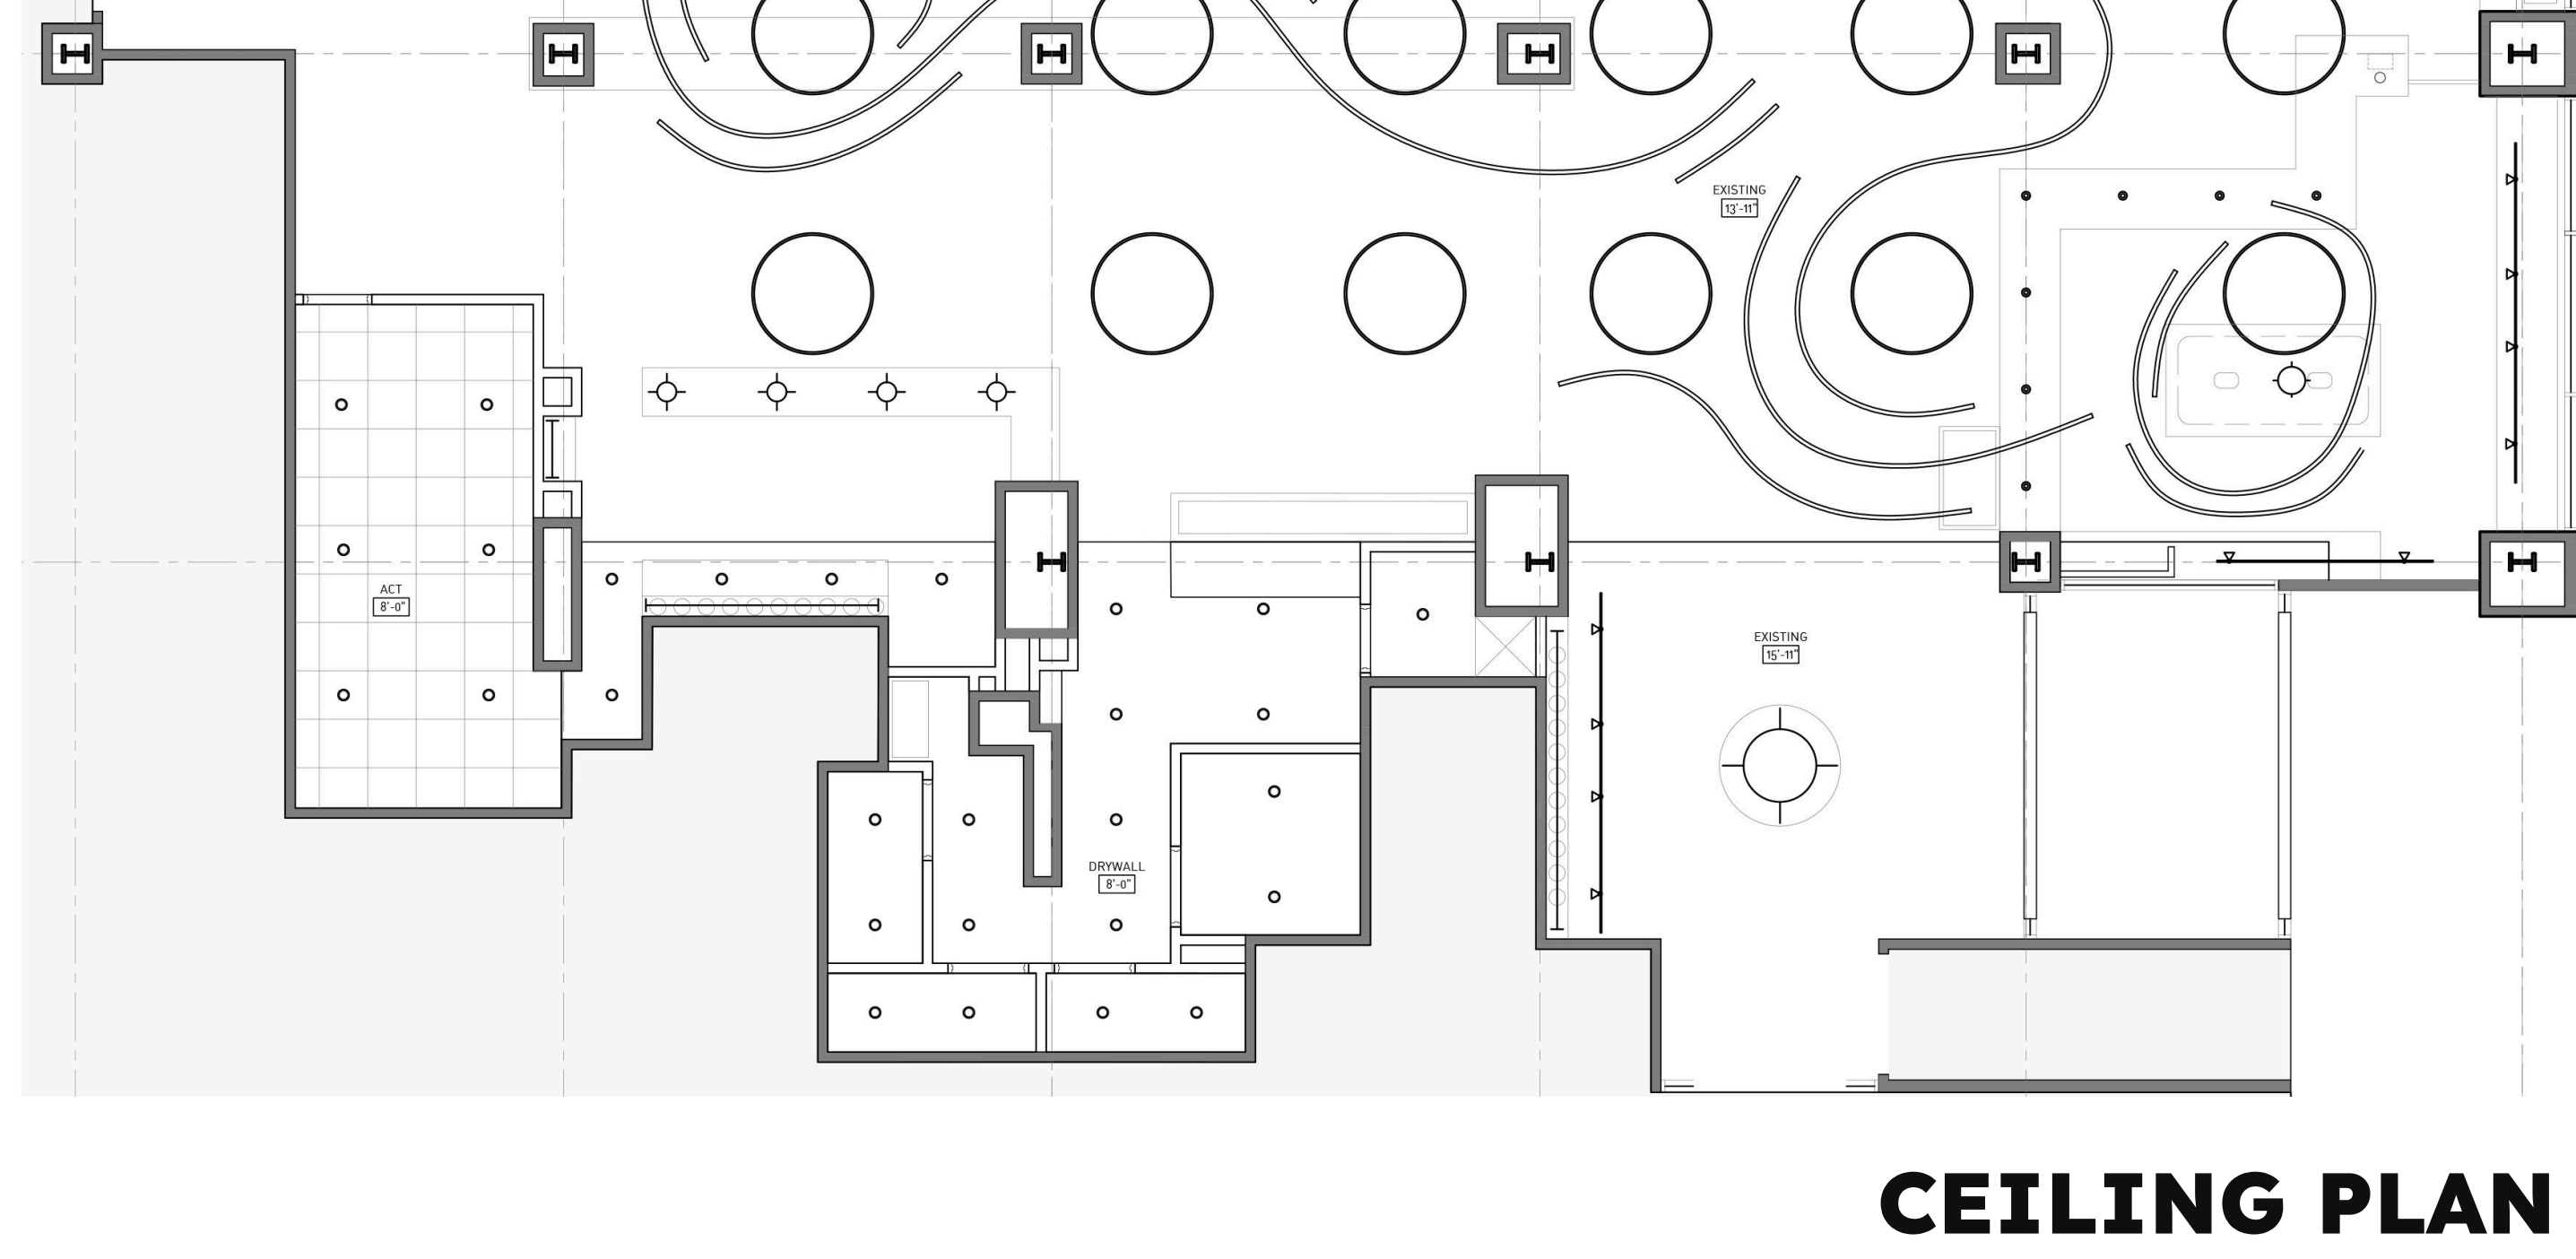 EXISTING
13'-11"
ACT
8'-0"
EXISTING
15'-11"
DRYWALL
8'-0"
CEILING PLAN